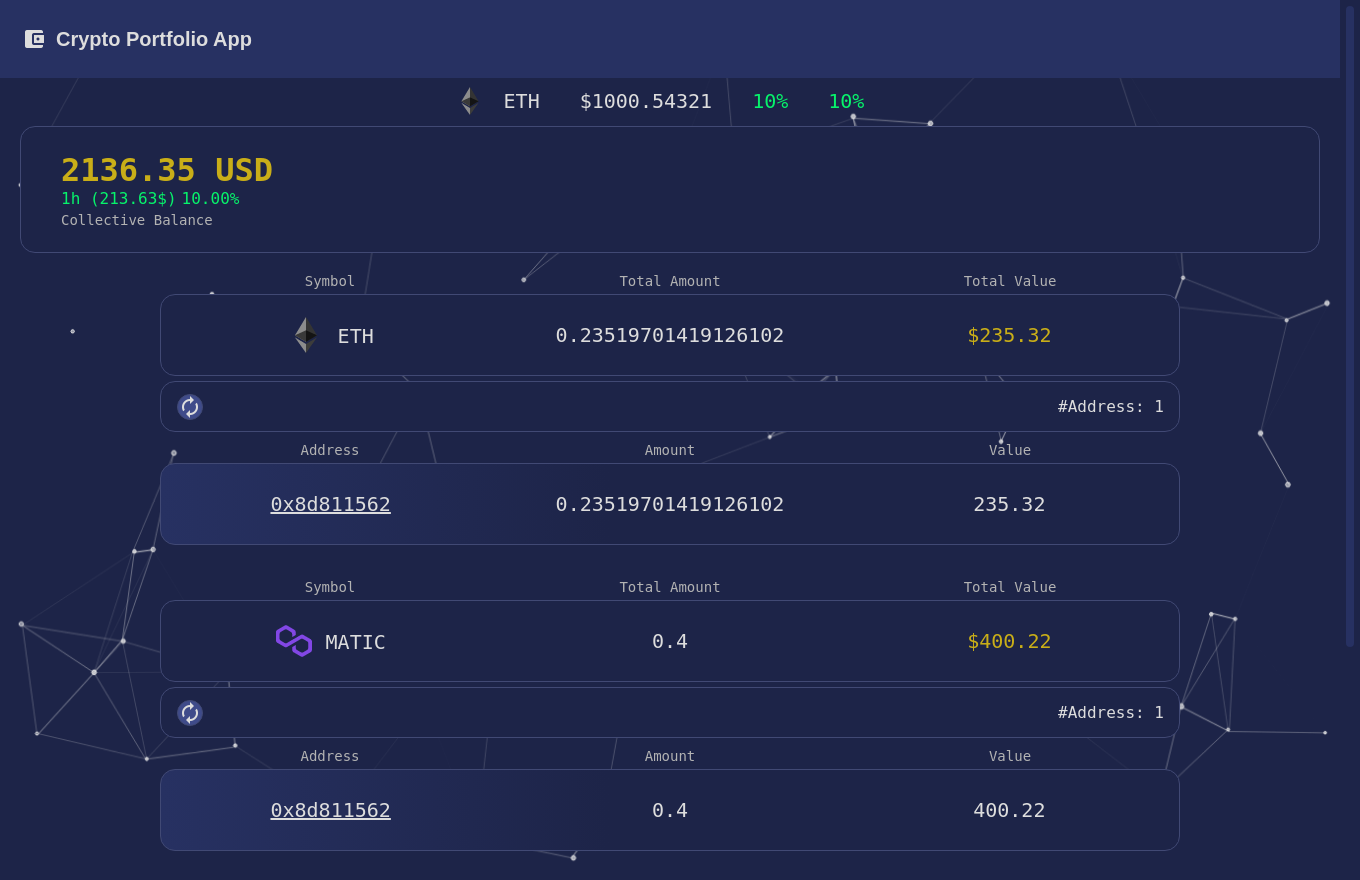 Crypto Portfolio App
ETH $1000.54321 10% 10%
2136.35 USD
1h (213.63$) 10.00%
Collective Balance
Symbol Total Amount Total Value
ETH 0.23519701419126102 $235.32
#Address: 1
Address Amount Value
0x8d811562 0.23519701419126102 235.32
Symbol Total Amount Total Value
MATIC 0.4 $400.22
#Address: 1
Address Amount Value
0x8d811562 0.4 400.22